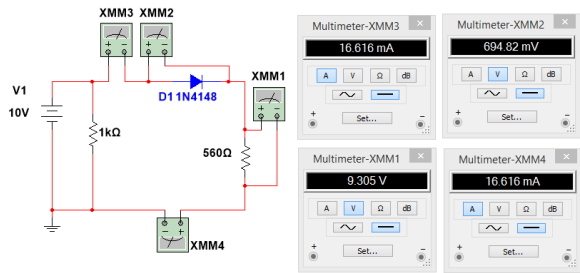 XMM3 XMM2
+ - + -
V1
10V
D1 1N4148
XMM1
+ -
1kΩ
560Ω
+ -
XMM4
Multimeter-XMM3
16.616 mA
A V Ω dB
Set...
+ -
Multimeter-XMM2
694.82 mV
A V Ω dB
Set...
+ -
Multimeter-XMM1
9.305 V
A V Ω dB
Set...
+ -
Multimeter-XMM4
16.616 mA
A V Ω dB
Set...
+ -